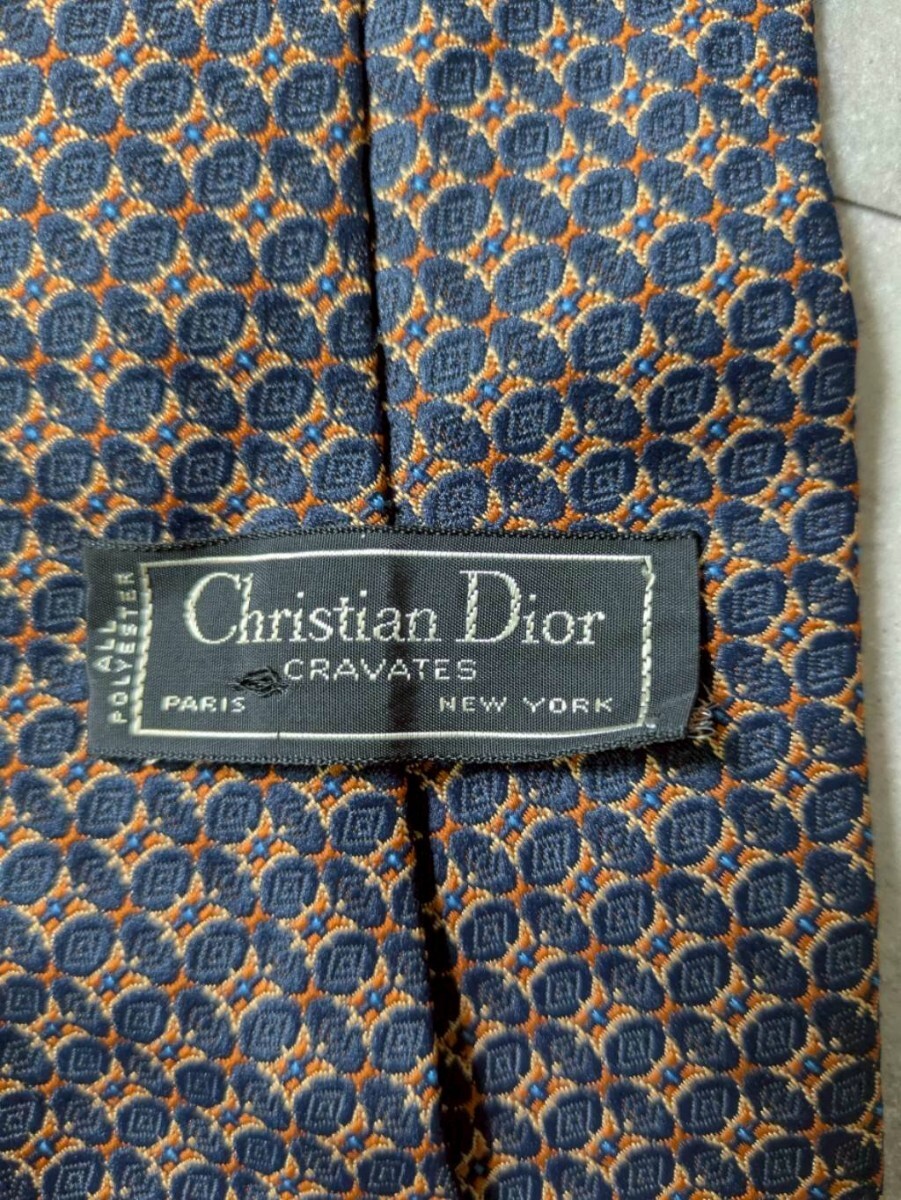 Christian Dior
CRAVATES
PARIS NEW YORK
ALL
POLYESTER